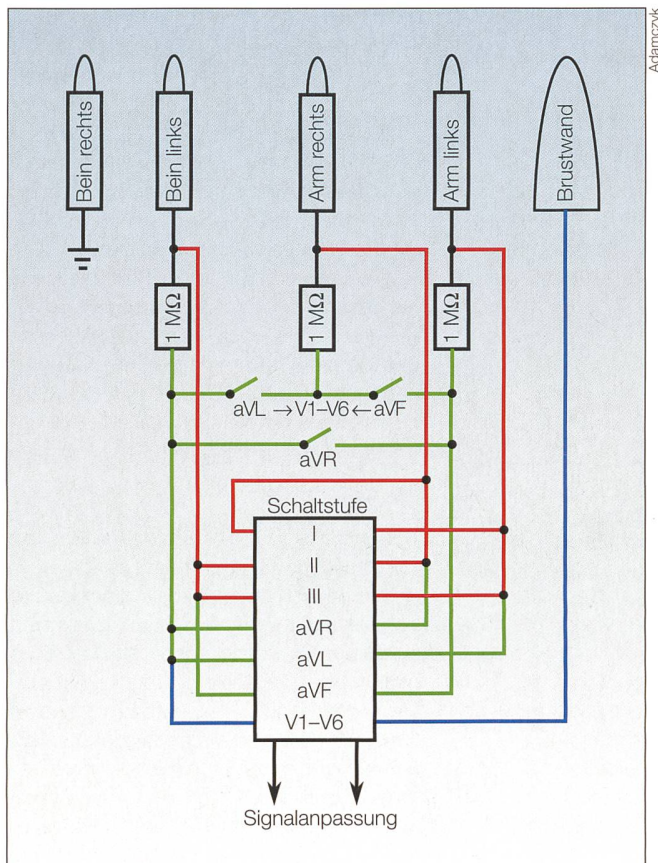 Adamczyk
Bein rechts
Bein links
Arm rechts
Arm links
Brustwand
1 MΩ
1 MΩ
1 MΩ
aVL →V1–V6← aVF
aVR
Schaltstufe
I
II
III
aVR
aVL
aVF
V1–V6
Signalanpassung